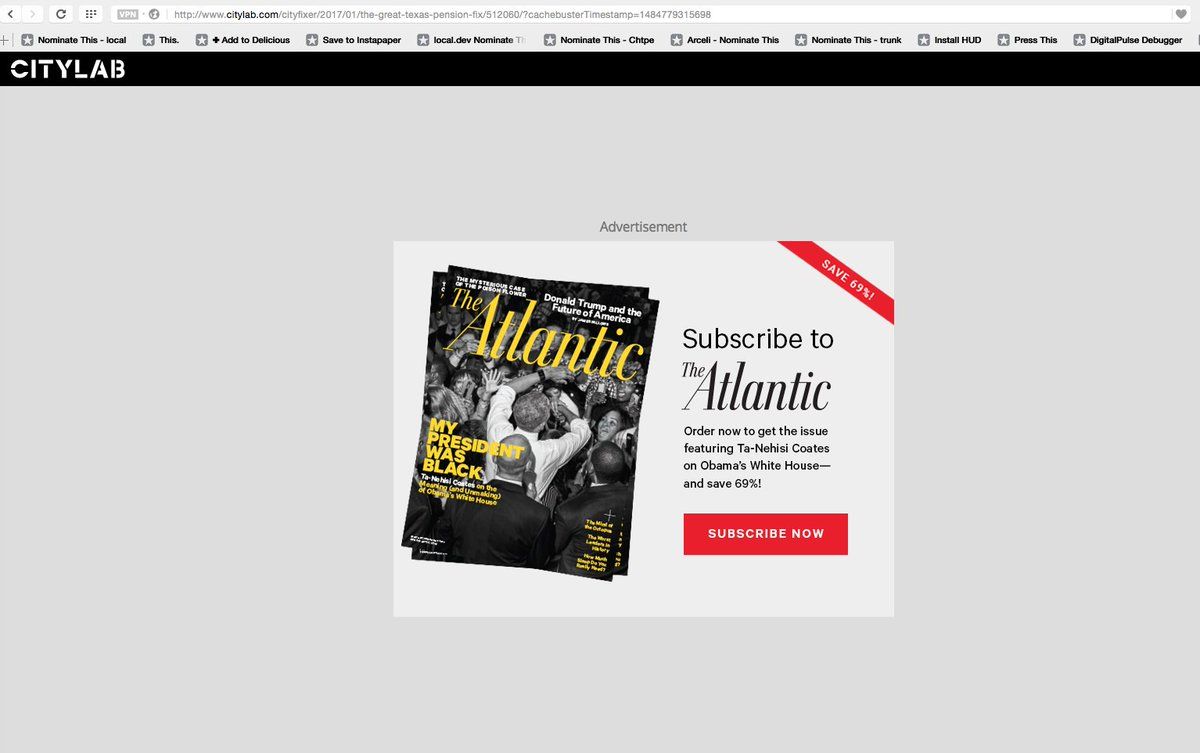 VPN
http://www.citylab.com/cityfixer/2017/01/the-great-texas-pension-fix/512060/?cachebusterTimestamp=1484779315698
Nominate This - local
This.
✚ Add to Delicious
Save to Instapaper
local.dev Nominate Th
Nominate This - Chtpe
Arceli - Nominate This
Nominate This - trunk
Install HUD
Press This
DigitalPulse Debugger
CITYLAB
Advertisement
SAVE 69%!
THE MYSTERIOUS CASE
OF THE POISON FLOWER
Donald Trump and the
Future of America
BY JAMES FALLOWS
The Atlantic
MY
PRESIDENT
WAS
BLACK
Ta-Nehisi Coates on the
Meaning (and Unmaking)
of Obama's White House
The Mind of
the Octopus
The Worst
Leaders in
History
How Much
Sleep Do You
Really Need?
Subscribe to
The Atlantic
Order now to get the issue
featuring Ta-Nehisi Coates
on Obama's White House—
and save 69%!
SUBSCRIBE NOW